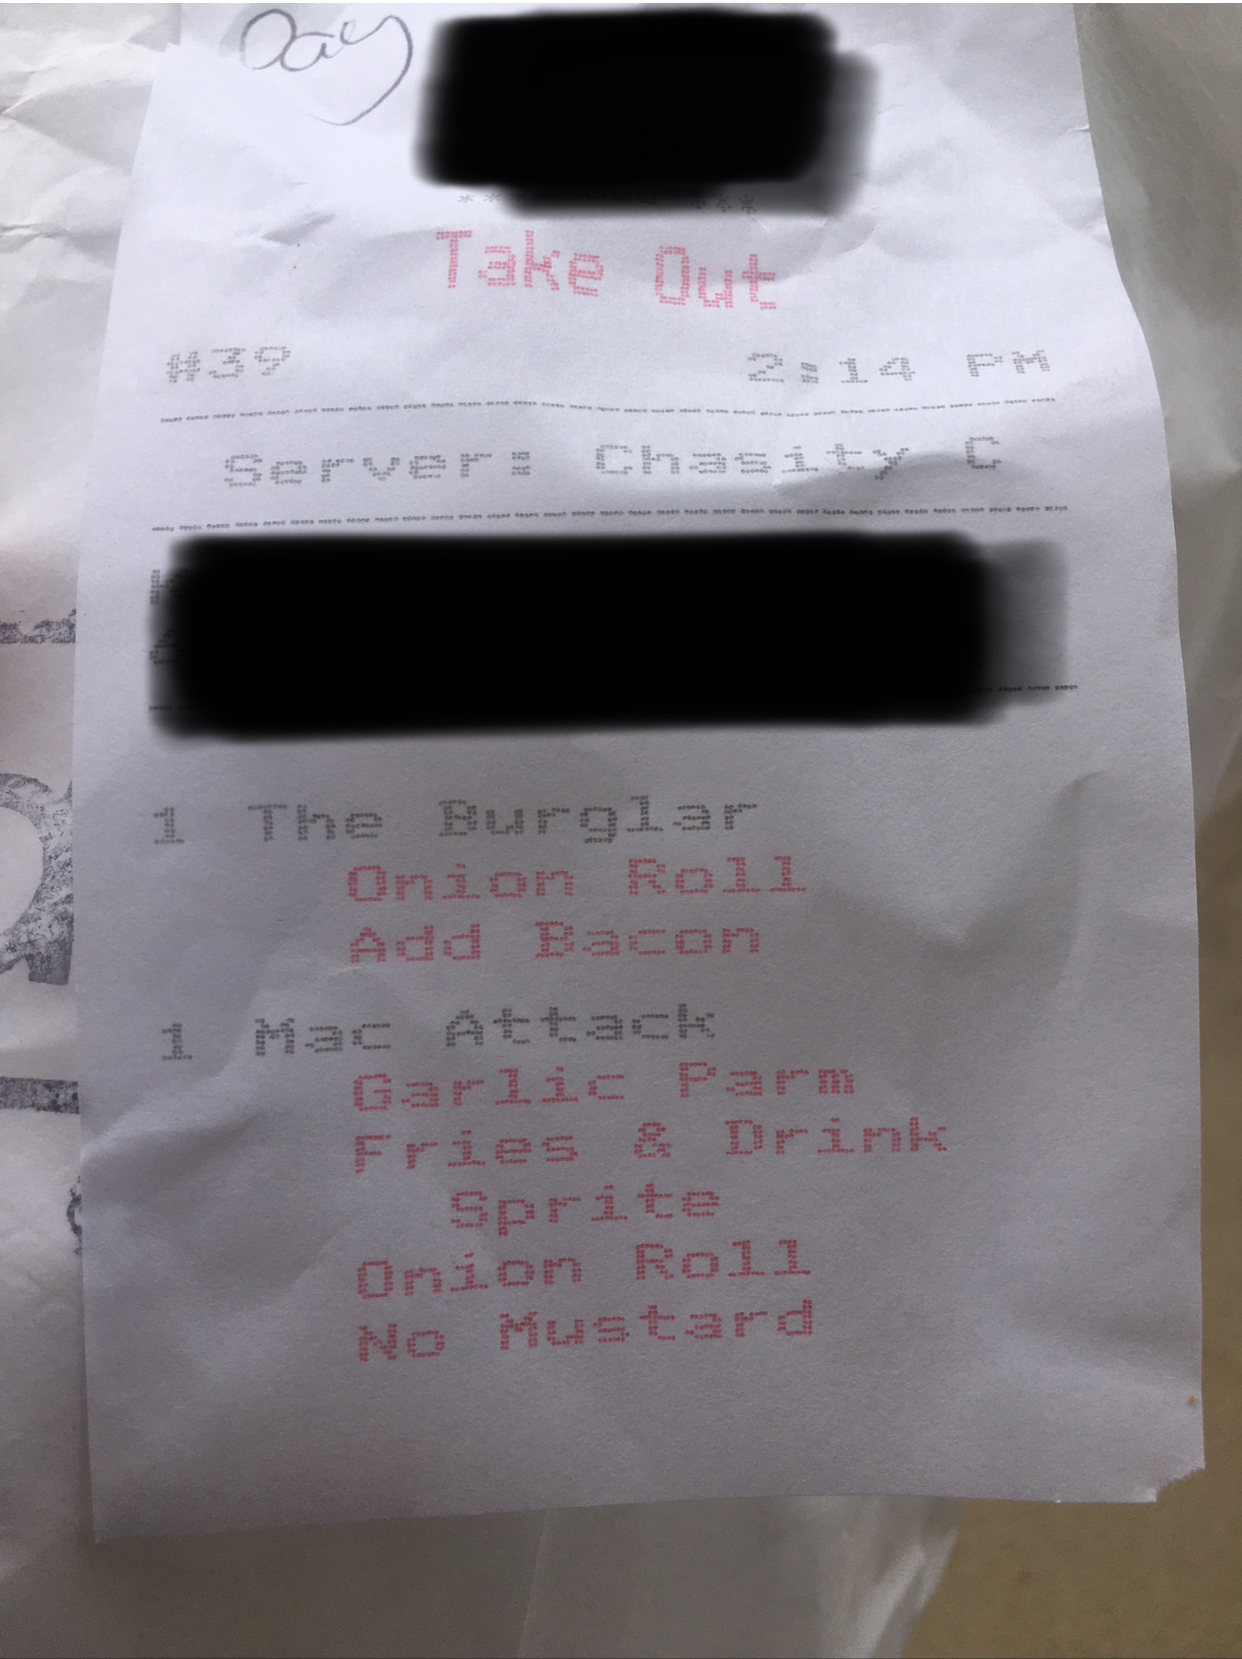 Take Out
#39 2:14 PM
Server: Chasity C
1 The Burglar
Onion Roll
Add Bacon
1 Mac Attack
Garlic Parm
Fries & Drink
Sprite
Onion Roll
No Mustard